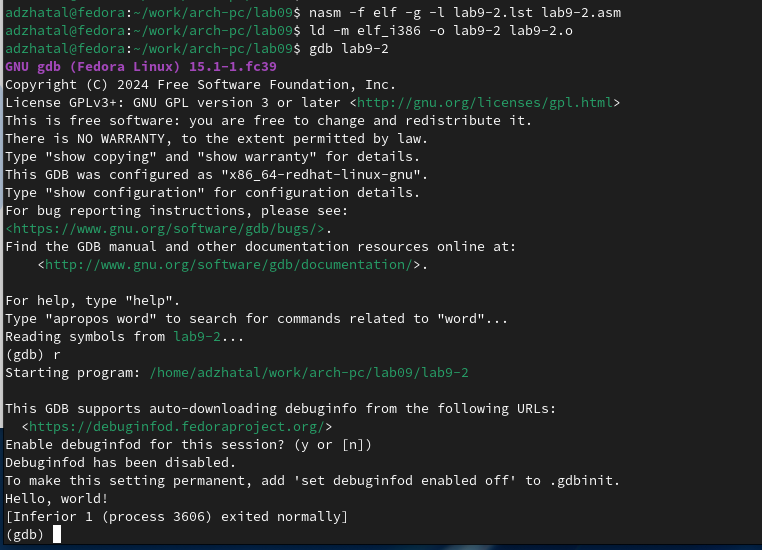 adzhatal@fedora:~/work/arch-pc/lab09$ nasm -f elf -g -l lab9-2.lst lab9-2.asm
adzhatal@fedora:~/work/arch-pc/lab09$ ld -m elf_i386 -o lab9-2 lab9-2.o
adzhatal@fedora:~/work/arch-pc/lab09$ gdb lab9-2
GNU gdb (Fedora Linux) 15.1-1.fc39
Copyright (C) 2024 Free Software Foundation, Inc.
License GPLv3+: GNU GPL version 3 or later <http://gnu.org/licenses/gpl.html>
This is free software: you are free to change and redistribute it.
There is NO WARRANTY, to the extent permitted by law.
Type "show copying" and "show warranty" for details.
This GDB was configured as "x86_64-redhat-linux-gnu".
Type "show configuration" for configuration details.
For bug reporting instructions, please see:
<https://www.gnu.org/software/gdb/bugs/>.
Find the GDB manual and other documentation resources online at:
    <http://www.gnu.org/software/gdb/documentation/>.

For help, type "help".
Type "apropos word" to search for commands related to "word"...
Reading symbols from lab9-2...
(gdb) r
Starting program: /home/adzhatal/work/arch-pc/lab09/lab9-2

This GDB supports auto-downloading debuginfo from the following URLs:
  <https://debuginfod.fedoraproject.org/>
Enable debuginfod for this session? (y or [n])
Debuginfod has been disabled.
To make this setting permanent, add 'set debuginfod enabled off' to .gdbinit.
Hello, world!
[Inferior 1 (process 3606) exited normally]
(gdb)